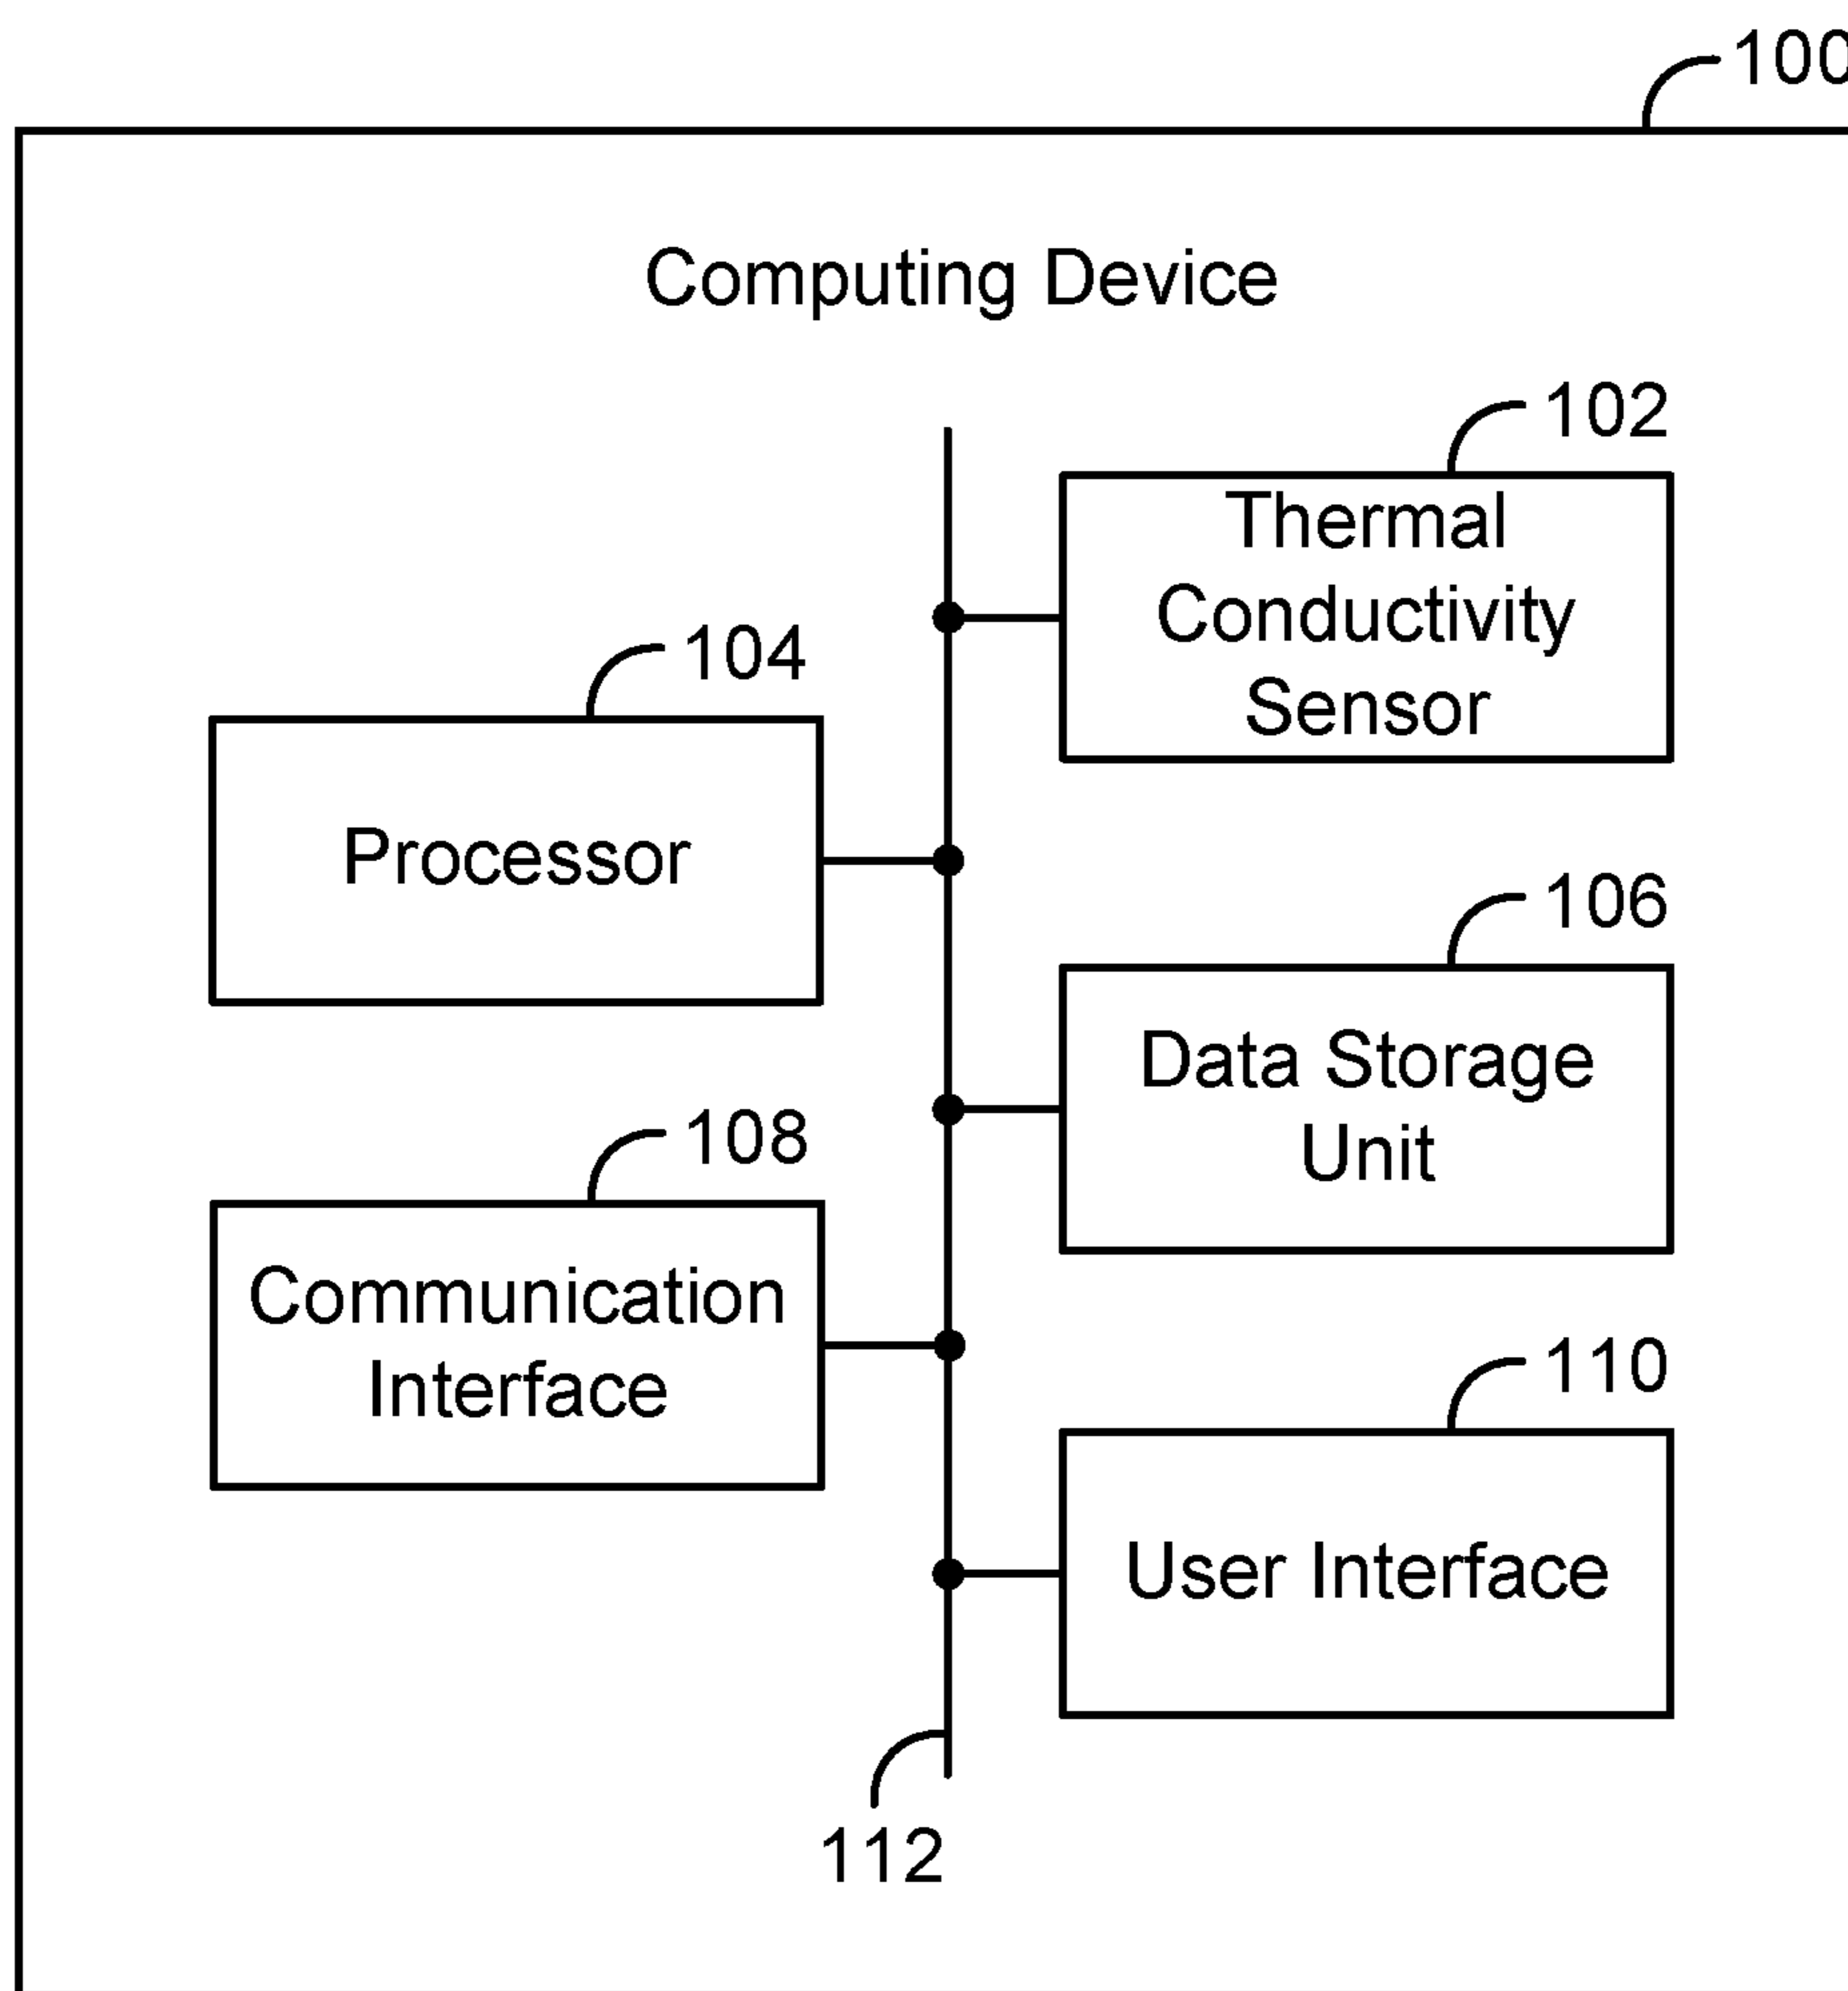 100
Computing Device
102
Thermal
Conductivity
Sensor
104
Processor
106
Data Storage
Unit
108
Communication
Interface
110
User Interface
112